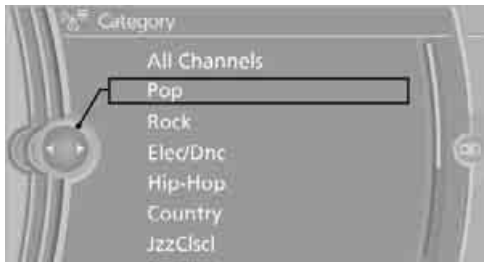 Category
All Channels
Pop
Rock
Elec/Dnc
Hip-Hop
Country
JzzClscl